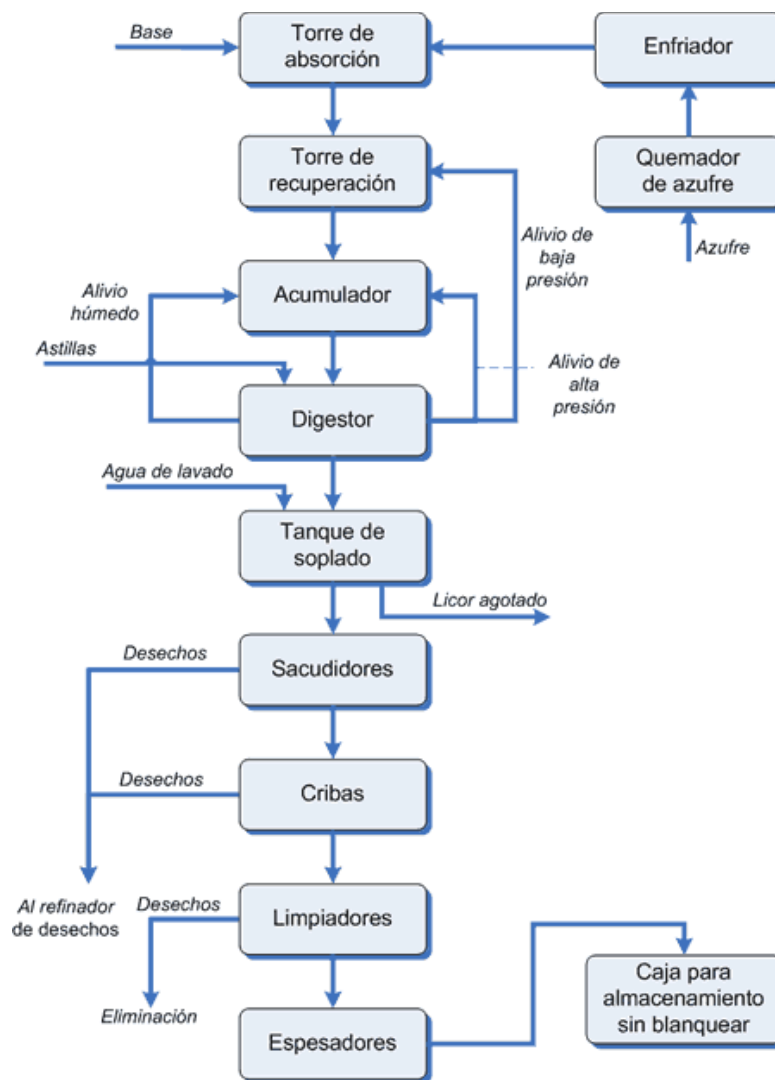 Base
Torre de
absorción
Enfriador
Torre de
recuperación
Quemador
de azufre
Azufre
Alivio de
baja
presión
Alivio
húmedo
Acumulador
Astillas
Alivio de
alta
presión
Digestor
Agua de lavado
Tanque de
soplado
Licor agotado
Desechos
Sacudidores
Desechos
Cribas
Al refinador
de desechos
Desechos
Limpiadores
Eliminación
Espesadores
Caja para
almacenamiento
sin blanquear